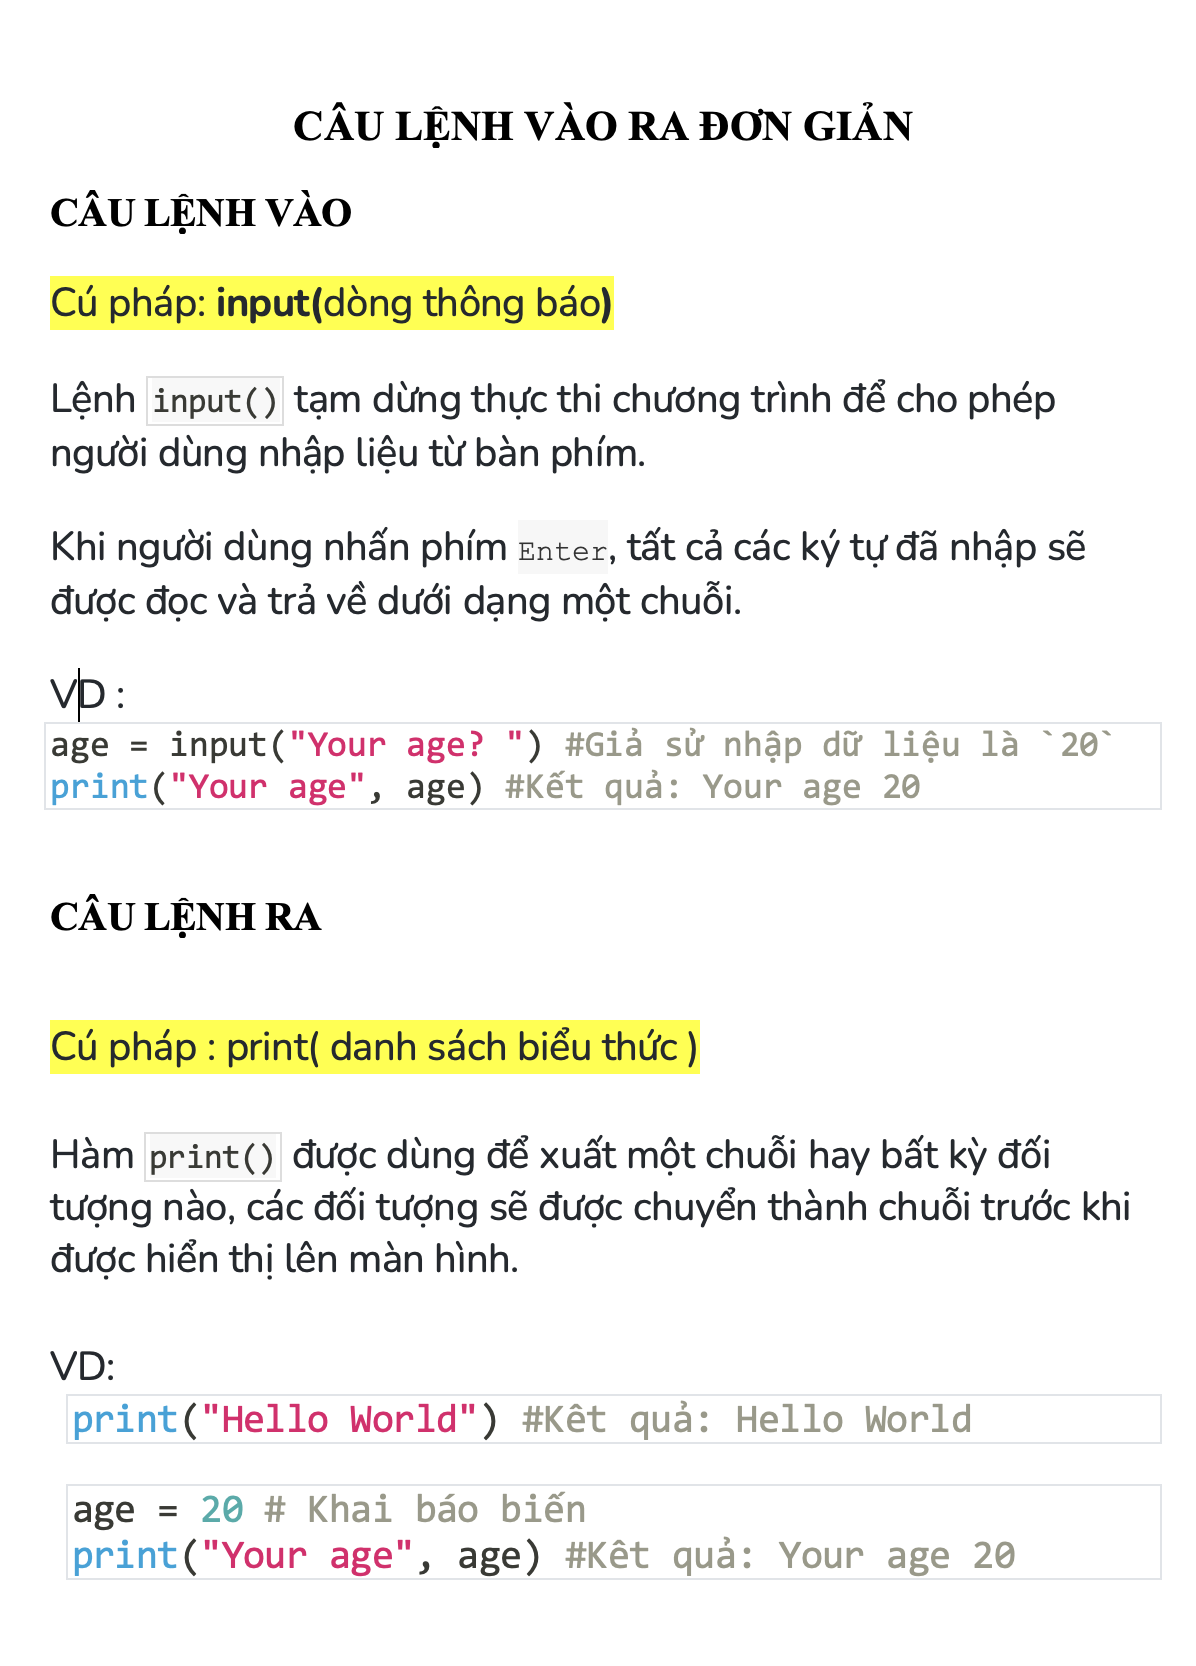 CÂU LỆNH VÀO RA ĐƠN GIẢN
CÂU LỆNH VÀO
Cú pháp: input(dòng thông báo)
Lệnh input() tạm dừng thực thi chương trình để cho phép
người dùng nhập liệu từ bàn phím.
Khi người dùng nhấn phím Enter, tất cả các ký tự đã nhập sẽ
được đọc và trả về dưới dạng một chuỗi.
VD :
age = input("Your age? ") #Giả sử nhập dữ liệu là `20`
print("Your age", age) #Kết quả: Your age 20
CÂU LỆNH RA
Cú pháp : print( danh sách biểu thức )
Hàm print() được dùng để xuất một chuỗi hay bất kỳ đối
tượng nào, các đối tượng sẽ được chuyển thành chuỗi trước khi
được hiển thị lên màn hình.
VD:
print("Hello World") #Kêt quả: Hello World
age = 20 # Khai báo biến
print("Your age", age) #Kêt quả: Your age 20